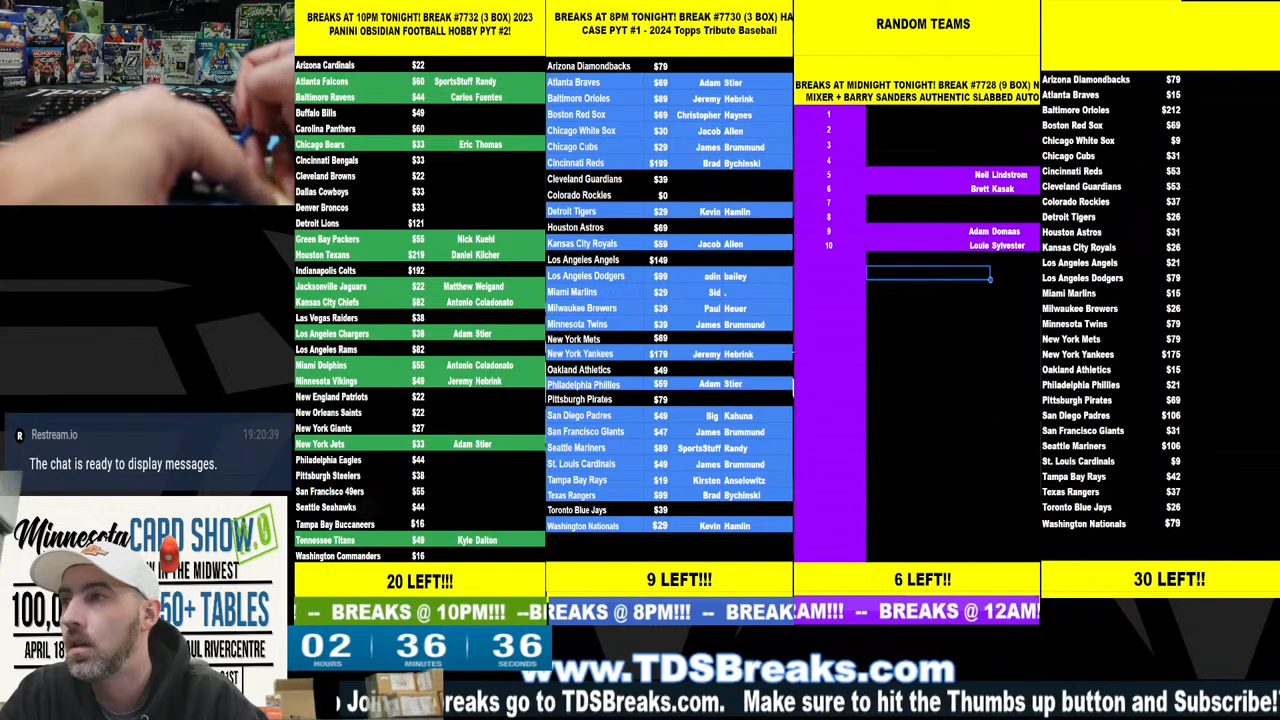 BREAKS AT 10PM TONIGHT! BREAK #7732 (3 BOX) 2023
PANINI OBSIDIAN FOOTBALL HOBBY PYT #2!
Arizona Cardinals $22
Atlanta Falcons $60 SportsStuff Randy
Baltimore Ravens $44 Carlos Fuentes
Buffalo Bills $49
Carolina Panthers $60
Chicago Bears $33 Eric Thomas
Cincinnati Bengals $33
Cleveland Browns $22
Dallas Cowboys $33
Denver Broncos $33
Detroit Lions $121
Green Bay Packers $55 Nick Kuehl
Houston Texans $219 Daniel Kilcher
Indianapolis Colts $192
Jacksonville Jaguars $22 Matthew Weigand
Kansas City Chiefs $82 Antonio Coladonato
Las Vegas Raiders $38
Los Angeles Chargers $38 Adam Stier
Los Angeles Rams $82
Miami Dolphins $55 Antonio Coladonato
Minnesota Vikings $49 Jeremy Hebrink
New England Patriots $22
New Orleans Saints $22
New York Giants $27
New York Jets $33 Adam Stier
Philadelphia Eagles $44
Pittsburgh Steelers $38
San Francisco 49ers $55
Seattle Seahawks $44
Tampa Bay Buccaneers $16
Tennessee Titans $49 Kyle Dalton
Washington Commanders $16
20 LEFT!!!
-- BREAKS @ 10PM!!! --B
02 36 36
HOURS MINUTES SECONDS
BREAKS AT 8PM TONIGHT! BREAK #7730 (3 BOX) HA
CASE PYT #1 - 2024 Topps Tribute Baseball
Arizona Diamondbacks $79
Atlanta Braves $69 Adam Stier
Baltimore Orioles $89 Jeremy Hebrink
Boston Red Sox $69 Christopher Haynes
Chicago White Sox $30 Jacob Allen
Chicago Cubs $29 James Brummund
Cincinnati Reds $199 Brad Bychinski
Cleveland Guardians $39
Colorado Rockies $0
Detroit Tigers $29 Kevin Hamlin
Houston Astros $69
Kansas City Royals $59 Jacob Allen
Los Angeles Angels $149
Los Angeles Dodgers $99 adin bailey
Miami Marlins $29 Sid .
Milwaukee Brewers $39 Paul Heuer
Minnesota Twins $39 James Brummund
New York Mets $69
New York Yankees $179 Jeremy Hebrink
Oakland Athletics $49
Philadelphia Phillies $59 Adam Stier
Pittsburgh Pirates $79
San Diego Padres $49 Big Kahuna
San Francisco Giants $47 James Brummund
Seattle Mariners $89 SportsStuff Randy
St. Louis Cardinals $49 James Brummund
Tampa Bay Rays $19 Kirsten Anselowitz
Texas Rangers $99 Brad Bychinski
Toronto Blue Jays $39
Washington Nationals $29 Kevin Hamlin
9 LEFT!!!
BREAKS @ 8PM!!! -- BREAK
RANDOM TEAMS
BREAKS AT MIDNIGHT TONIGHT! BREAK #7728 (9 BOX) N
MIXER + BARRY SANDERS AUTHENTIC SLABBED AUTO
1
2
3
4
5 Neil Lindstrom
6 Brett Kasak
7
8
9 Adam Domaas
10 Louie Sylvester
6 LEFT!!
AM!!! -- BREAKS @ 12AM!
Arizona Diamondbacks $79
Atlanta Braves $15
Baltimore Orioles $212
Boston Red Sox $69
Chicago White Sox $9
Chicago Cubs $31
Cincinnati Reds $53
Cleveland Guardians $53
Colorado Rockies $37
Detroit Tigers $26
Houston Astros $31
Kansas City Royals $26
Los Angeles Angels $21
Los Angeles Dodgers $79
Miami Marlins $15
Milwaukee Brewers $26
Minnesota Twins $79
New York Mets $79
New York Yankees $175
Oakland Athletics $15
Philadelphia Phillies $21
Pittsburgh Pirates $69
San Diego Padres $106
San Francisco Giants $31
Seattle Mariners $106
St. Louis Cardinals $9
Tampa Bay Rays $42
Texas Rangers $37
Toronto Blue Jays $26
Washington Nationals $79
30 LEFT!!
R Restream.io 19:20:39
The chat is ready to display messages.
Minnesota CARD SHOW .0
IN THE MIDWEST
100,0 50+ TABLES
APRIL 18 AUL RIVERCENTRE
www.TDSBreaks.com
o Join reaks go to TDSBreaks.com. Make sure to hit the Thumbs up button and Subscribe!